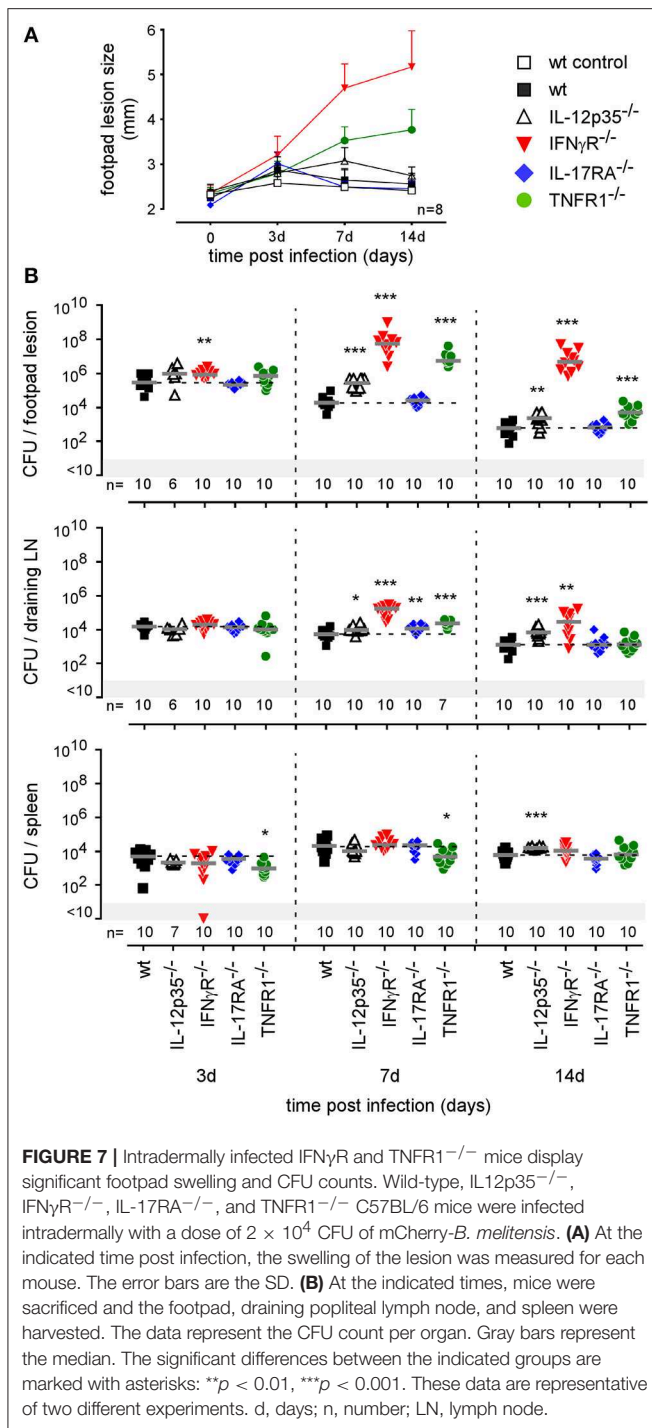 A
footpad lesion size
(mm)
6
5
4
3
2
0
3d
7d
14d
n=8
time post infection (days)
wt control
wt
IL-12p35−/−
IFNγR−/−
IL-17RA−/−
TNFR1−/−
B
CFU / footpad lesion
10^10
10^8
10^6
10^4
10^2
<10
**
***
***
***
**
***
***
n= 10 6 10 10 10 10 10 10 10 10 10 10 10 10 10
CFU / draining LN
10^10
10^8
10^6
10^4
10^2
<10
*
***
**
***
***
**
n= 10 6 10 10 10 10 10 10 10 7 10 10 10 10 10
CFU / spleen
10^10
10^8
10^6
10^4
10^2
<10
*
*
***
n= 10 7 10 10 10 10 10 10 10 10 10 10 10 10 10
wt IL-12p35−/− IFNγR−/− IL-17RA−/− TNFR1−/− wt IL-12p35−/− IFNγR−/− IL-17RA−/− TNFR1−/− wt IL-12p35−/− IFNγR−/− IL-17RA−/− TNFR1−/−
3d 7d 14d
time post infection (days)
FIGURE 7 | Intradermally infected IFNγR and TNFR1−/− mice display
significant footpad swelling and CFU counts. Wild-type, IL12p35−/−,
IFNγR−/−, IL-17RA−/−, and TNFR1−/− C57BL/6 mice were infected
intradermally with a dose of 2 × 10^4 CFU of mCherry-B. melitensis. (A) At the
indicated time post infection, the swelling of the lesion was measured for each
mouse. The error bars are the SD. (B) At the indicated times, mice were
sacrificed and the footpad, draining popliteal lymph node, and spleen were
harvested. The data represent the CFU count per organ. Gray bars represent
the median. The significant differences between the indicated groups are
marked with asterisks: **p < 0.01, ***p < 0.001. These data are representative
of two different experiments. d, days; n, number; LN, lymph node.